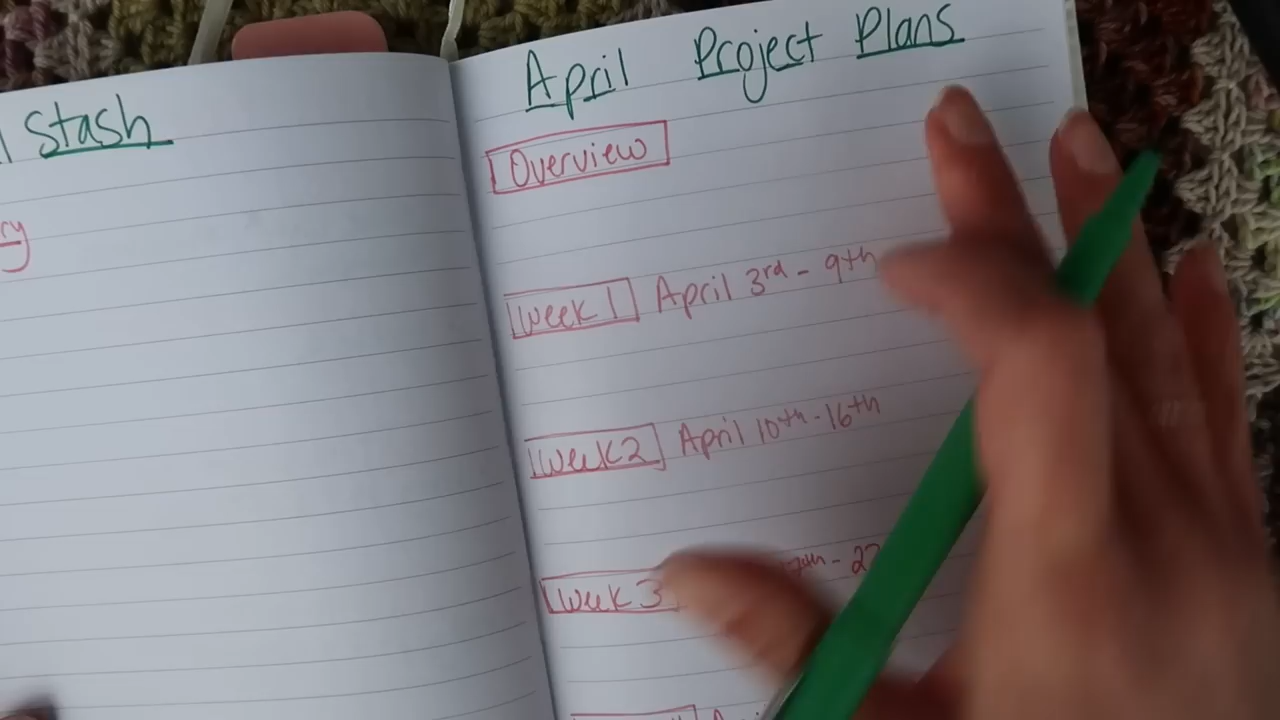 Stash
April Project Plans
Overview
Week 1 April 3rd - 9th
Week 2 April 10th - 16th
Week 3